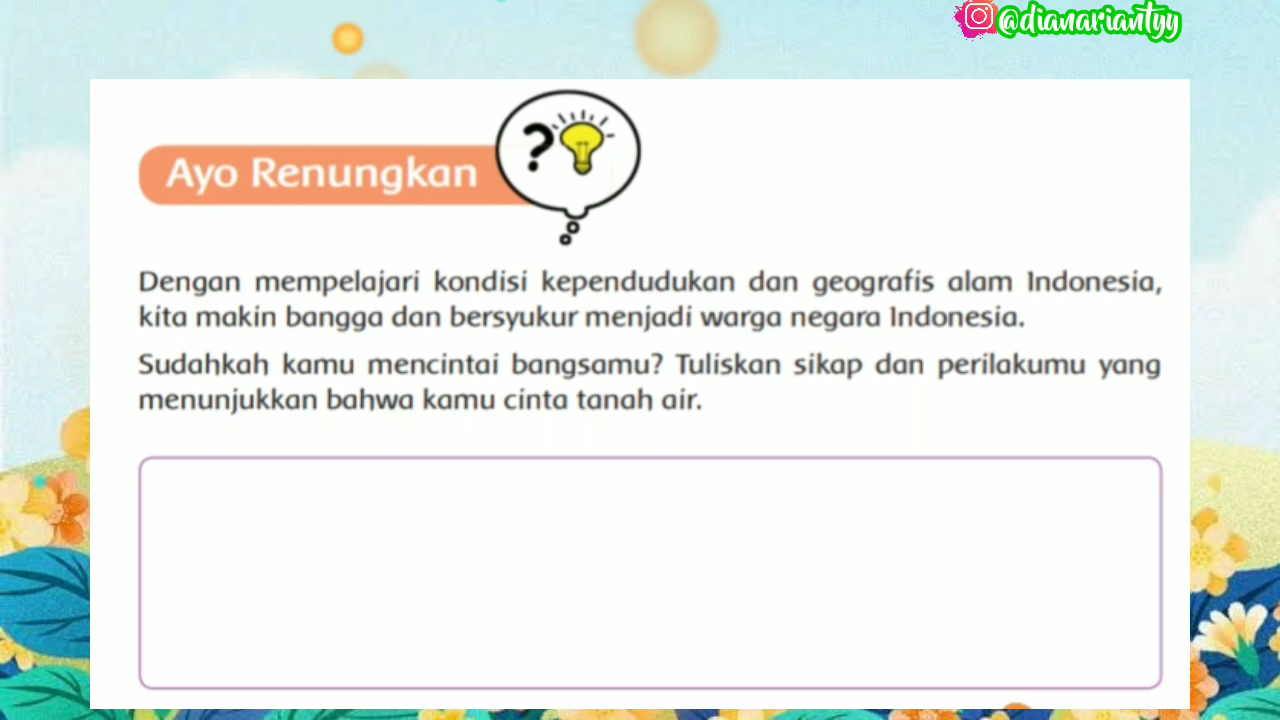 @dianariantyy
?
Ayo Renungkan
Dengan mempelajari kondisi kependudukan dan geografis alam Indonesia,
kita makin bangga dan bersyukur menjadi warga negara Indonesia.
Sudahkah kamu mencintai bangsamu? Tuliskan sikap dan perilakumu yang
menunjukkan bahwa kamu cinta tanah air.